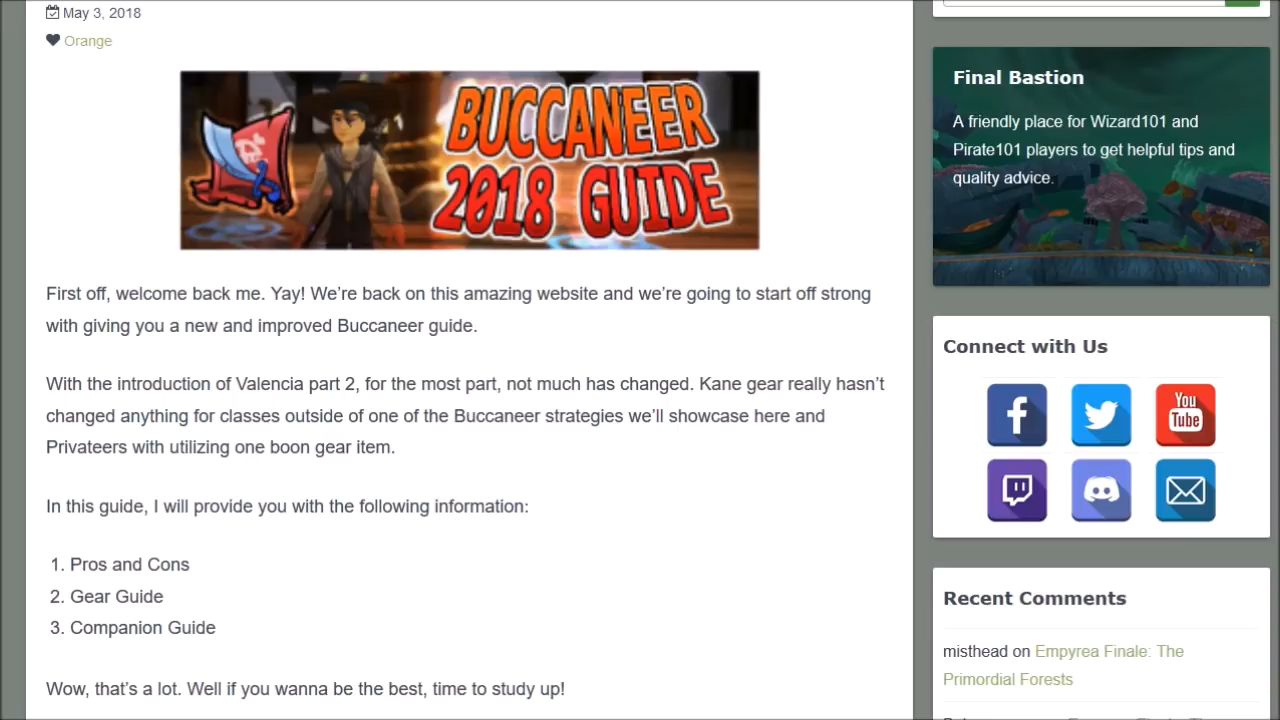 May 3, 2018
Orange
BUCCANEER
2018 GUIDE
First off, welcome back me. Yay! We’re back on this amazing website and we’re going to start off strong
with giving you a new and improved Buccaneer guide.
With the introduction of Valencia part 2, for the most part, not much has changed. Kane gear really hasn’t
changed anything for classes outside of one of the Buccaneer strategies we’ll showcase here and
Privateers with utilizing one boon gear item.
In this guide, I will provide you with the following information:
1. Pros and Cons
2. Gear Guide
3. Companion Guide
Wow, that’s a lot. Well if you wanna be the best, time to study up!
Final Bastion
A friendly place for Wizard101 and
Pirate101 players to get helpful tips and
quality advice.
Connect with Us
You
Tube
Recent Comments
misthead on Empyrea Finale: The
Primordial Forests